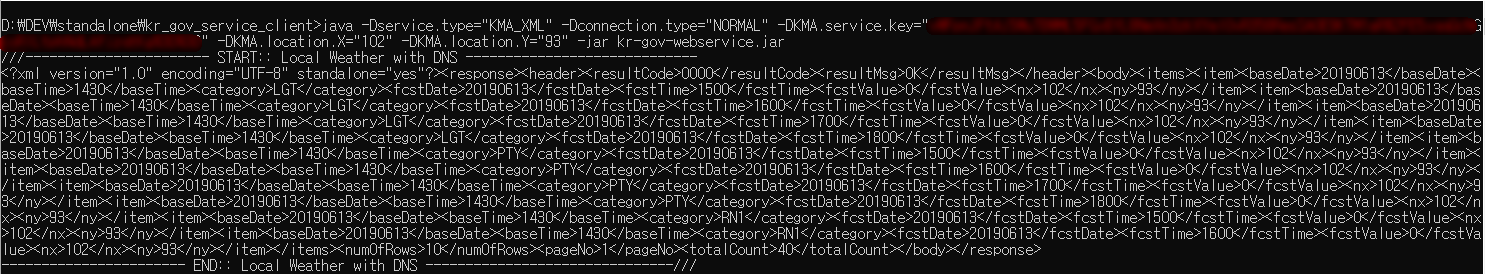 D:\DEV\standalone\kr_gov_service_client>java -Dservice.type="KMA_XML" -Dconnection.type="NORMAL" -DKMA.service.key="
" -DKMA.location.X="102" -DKMA.location.Y="93" -jar kr-gov-webservice.jar
///----------------------- START:: Local Weather with DNS -----------------------------
<?xml version="1.0" encoding="UTF-8" standalone="yes"?><response><header><resultCode>0000</resultCode><resultMsg>OK</resultMsg></header><body><items><item><baseDate>20190613</baseDate><
baseTime>1430</baseTime><category>LGT</category><fcstDate>20190613</fcstDate><fcstTime>1500</fcstTime><fcstValue>0</fcstValue><nx>102</nx><ny>93</ny></item><item><baseDate>20190613</bas
eDate><baseTime>1430</baseTime><category>LGT</category><fcstDate>20190613</fcstDate><fcstTime>1600</fcstTime><fcstValue>0</fcstValue><nx>102</nx><ny>93</ny></item><item><baseDate>201906
13</baseDate><baseTime>1430</baseTime><category>LGT</category><fcstDate>20190613</fcstDate><fcstTime>1700</fcstTime><fcstValue>0</fcstValue><nx>102</nx><ny>93</ny></item><item><baseDate
>20190613</baseDate><baseTime>1430</baseTime><category>LGT</category><fcstDate>20190613</fcstDate><fcstTime>1800</fcstTime><fcstValue>0</fcstValue><nx>102</nx><ny>93</ny></item><item><b
aseDate>20190613</baseDate><baseTime>1430</baseTime><category>PTY</category><fcstDate>20190613</fcstDate><fcstTime>1500</fcstTime><fcstValue>0</fcstValue><nx>102</nx><ny>93</ny></item><
item><baseDate>20190613</baseDate><baseTime>1430</baseTime><category>PTY</category><fcstDate>20190613</fcstDate><fcstTime>1600</fcstTime><fcstValue>0</fcstValue><nx>102</nx><ny>93</ny><
/item><item><baseDate>20190613</baseDate><baseTime>1430</baseTime><category>PTY</category><fcstDate>20190613</fcstDate><fcstTime>1700</fcstTime><fcstValue>0</fcstValue><nx>102</nx><ny>9
3</ny></item><item><baseDate>20190613</baseDate><baseTime>1430</baseTime><category>PTY</category><fcstDate>20190613</fcstDate><fcstTime>1800</fcstTime><fcstValue>0</fcstValue><nx>102</n
x><ny>93</ny></item><item><baseDate>20190613</baseDate><baseTime>1430</baseTime><category>RN1</category><fcstDate>20190613</fcstDate><fcstTime>1500</fcstTime><fcstValue>0</fcstValue><nx
>102</nx><ny>93</ny></item><item><baseDate>20190613</baseDate><baseTime>1430</baseTime><category>RN1</category><fcstDate>20190613</fcstDate><fcstTime>1600</fcstTime><fcstValue>0</fcstVa
lue><nx>102</nx><ny>93</ny></item></items><numOfRows>10</numOfRows><pageNo>1</pageNo><totalCount>40</totalCount></body></response>
----------------------- END:: Local Weather with DNS -------------------------------///